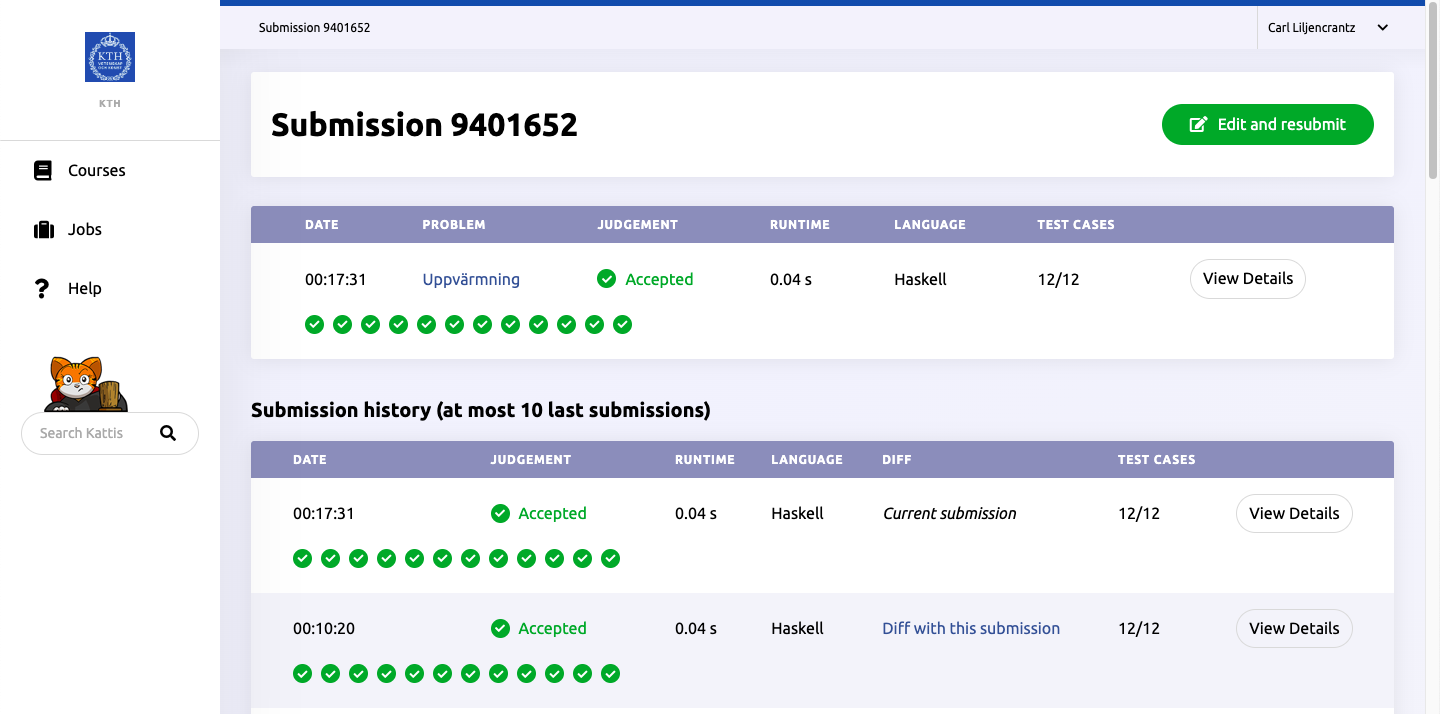 KTH
VETENSKAP
OCH KONST
KTH
Courses
Jobs
Help
Search Kattis
Submission 9401652
Carl Liljencrantz
Submission 9401652
Edit and resubmit
DATE PROBLEM JUDGEMENT RUNTIME LANGUAGE TEST CASES
00:17:31 Uppvärmning Accepted 0.04 s Haskell 12/12 View Details
Submission history (at most 10 last submissions)
DATE JUDGEMENT RUNTIME LANGUAGE DIFF TEST CASES
00:17:31 Accepted 0.04 s Haskell Current submission 12/12 View Details
00:10:20 Accepted 0.04 s Haskell Diff with this submission 12/12 View Details